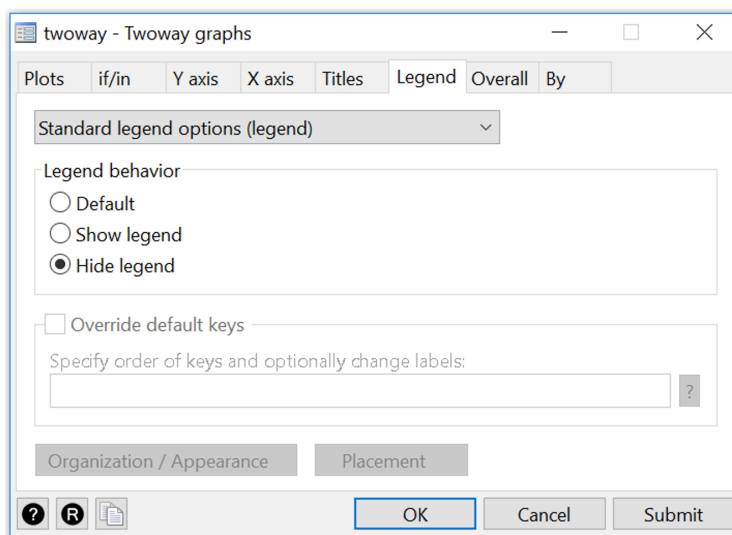 twoway - Twoway graphs
Plots if/in Y axis X axis Titles Legend Overall By
Standard legend options (legend)
Legend behavior
Default
Show legend
Hide legend
Override default keys
Specify order of keys and optionally change labels:
?
Organization / Appearance Placement
? R OK Cancel Submit